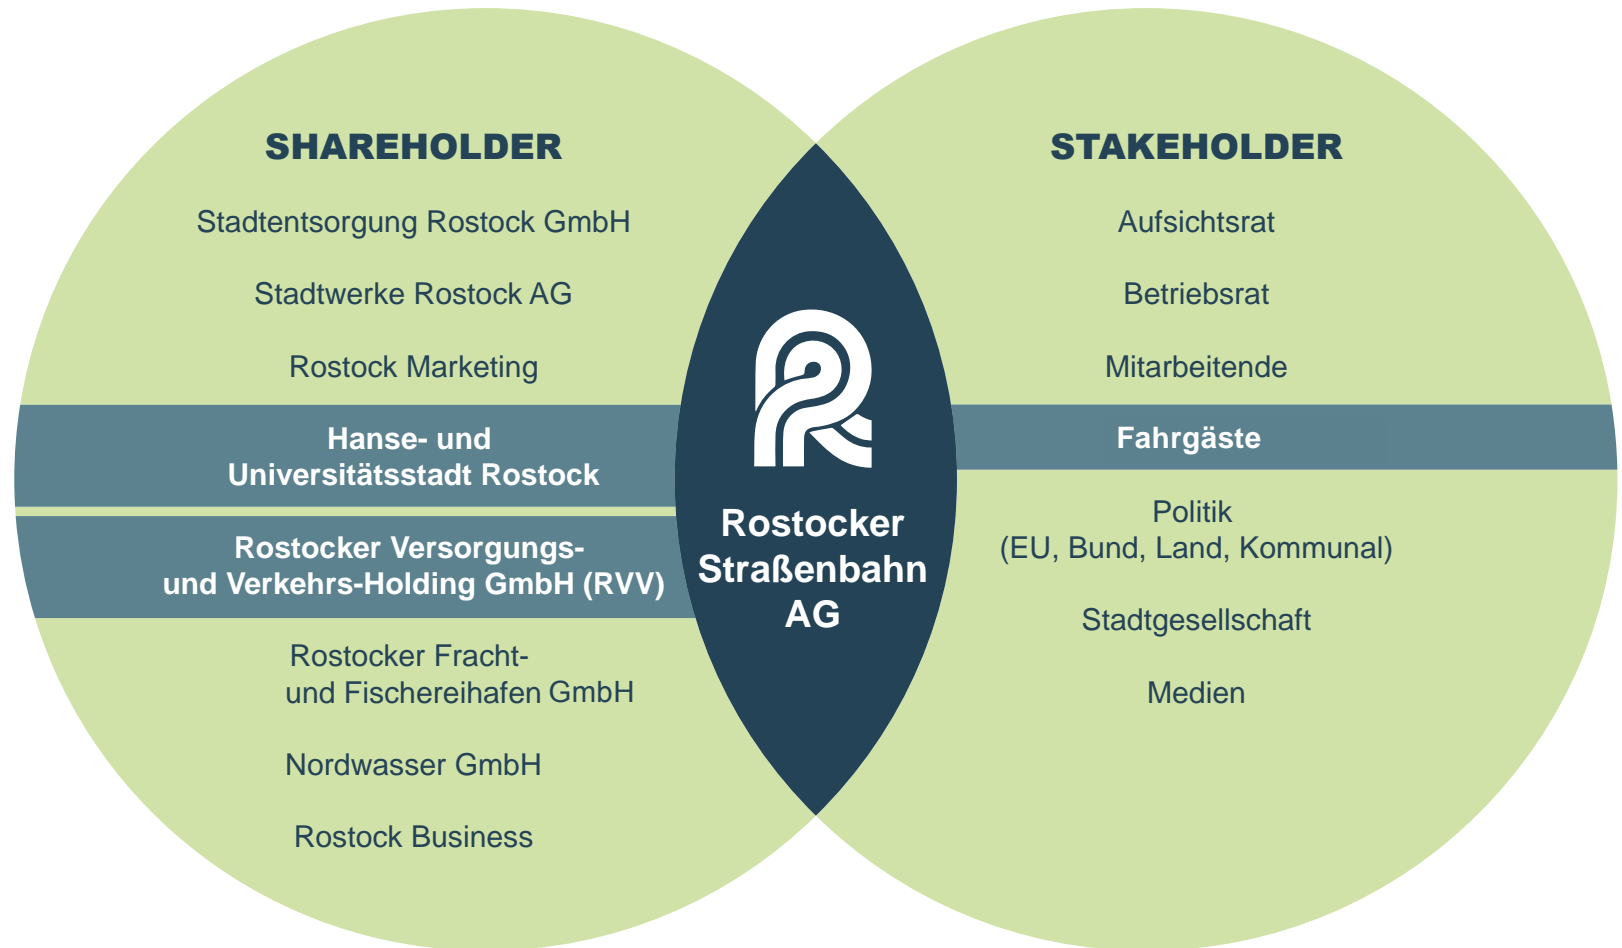 SHAREHOLDER
Stadtentsorgung Rostock GmbH
Stadtwerke Rostock AG
Rostock Marketing
Hanse- und
Universitätsstadt Rostock
Rostocker Versorgungs-
und Verkehrs-Holding GmbH (RVV)
Rostocker Fracht-
und Fischereihafen GmbH
Nordwasser GmbH
Rostock Business
Rostocker
Straßenbahn
AG
STAKEHOLDER
Aufsichtsrat
Betriebsrat
Mitarbeitende
Fahrgäste
Politik
(EU, Bund, Land, Kommunal)
Stadtgesellschaft
Medien